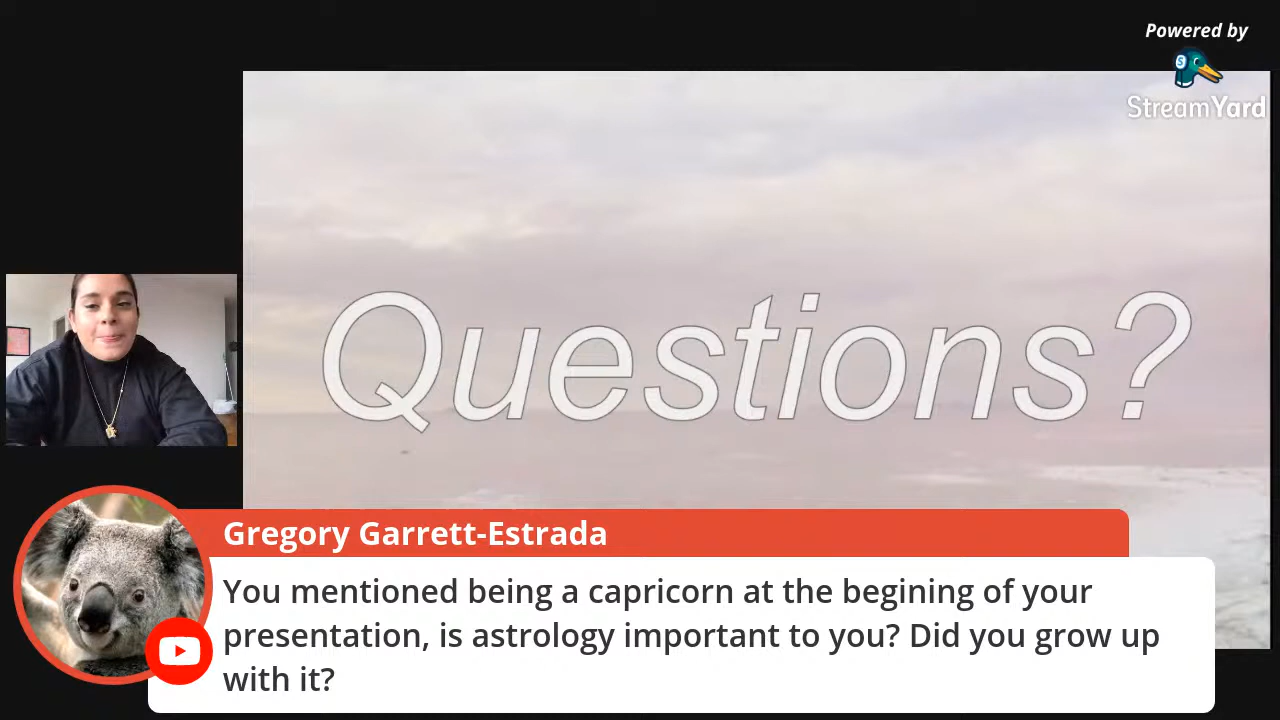 Powered by
StreamYard
Questions?
Gregory Garrett-Estrada
You mentioned being a capricorn at the begining of your
presentation, is astrology important to you? Did you grow up
with it?